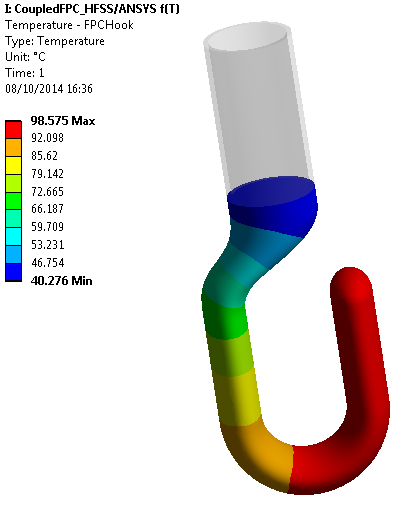 I: CoupledFPC_HFSS/ANSYS f(T)
Temperature - FPCHook
Type: Temperature
Unit: °C
Time: 1
08/10/2014 16:36
98.575 Max
92.098
85.62
79.142
72.665
66.187
59.709
53.231
46.754
40.276 Min